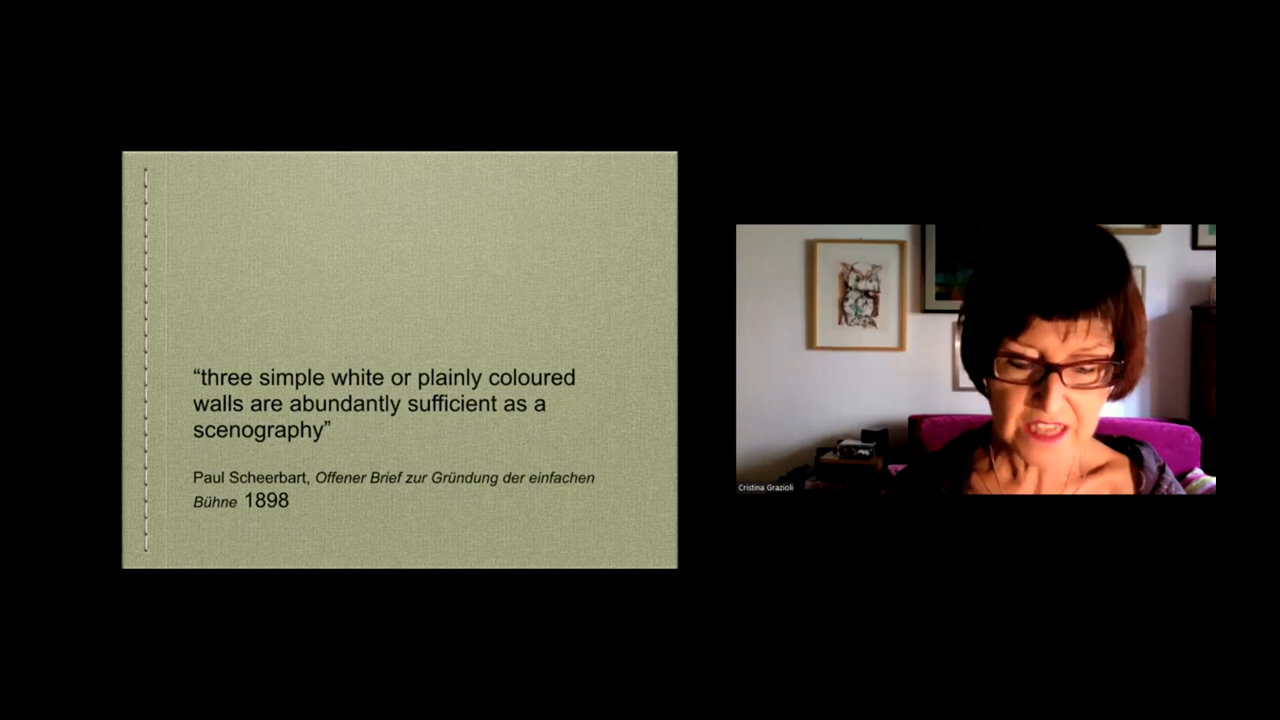 “three simple white or plainly coloured
walls are abundantly sufficient as a
scenography”
Paul Scheerbart, Offener Brief zur Gründung der einfachen
Bühne 1898
Cristina Grazioli